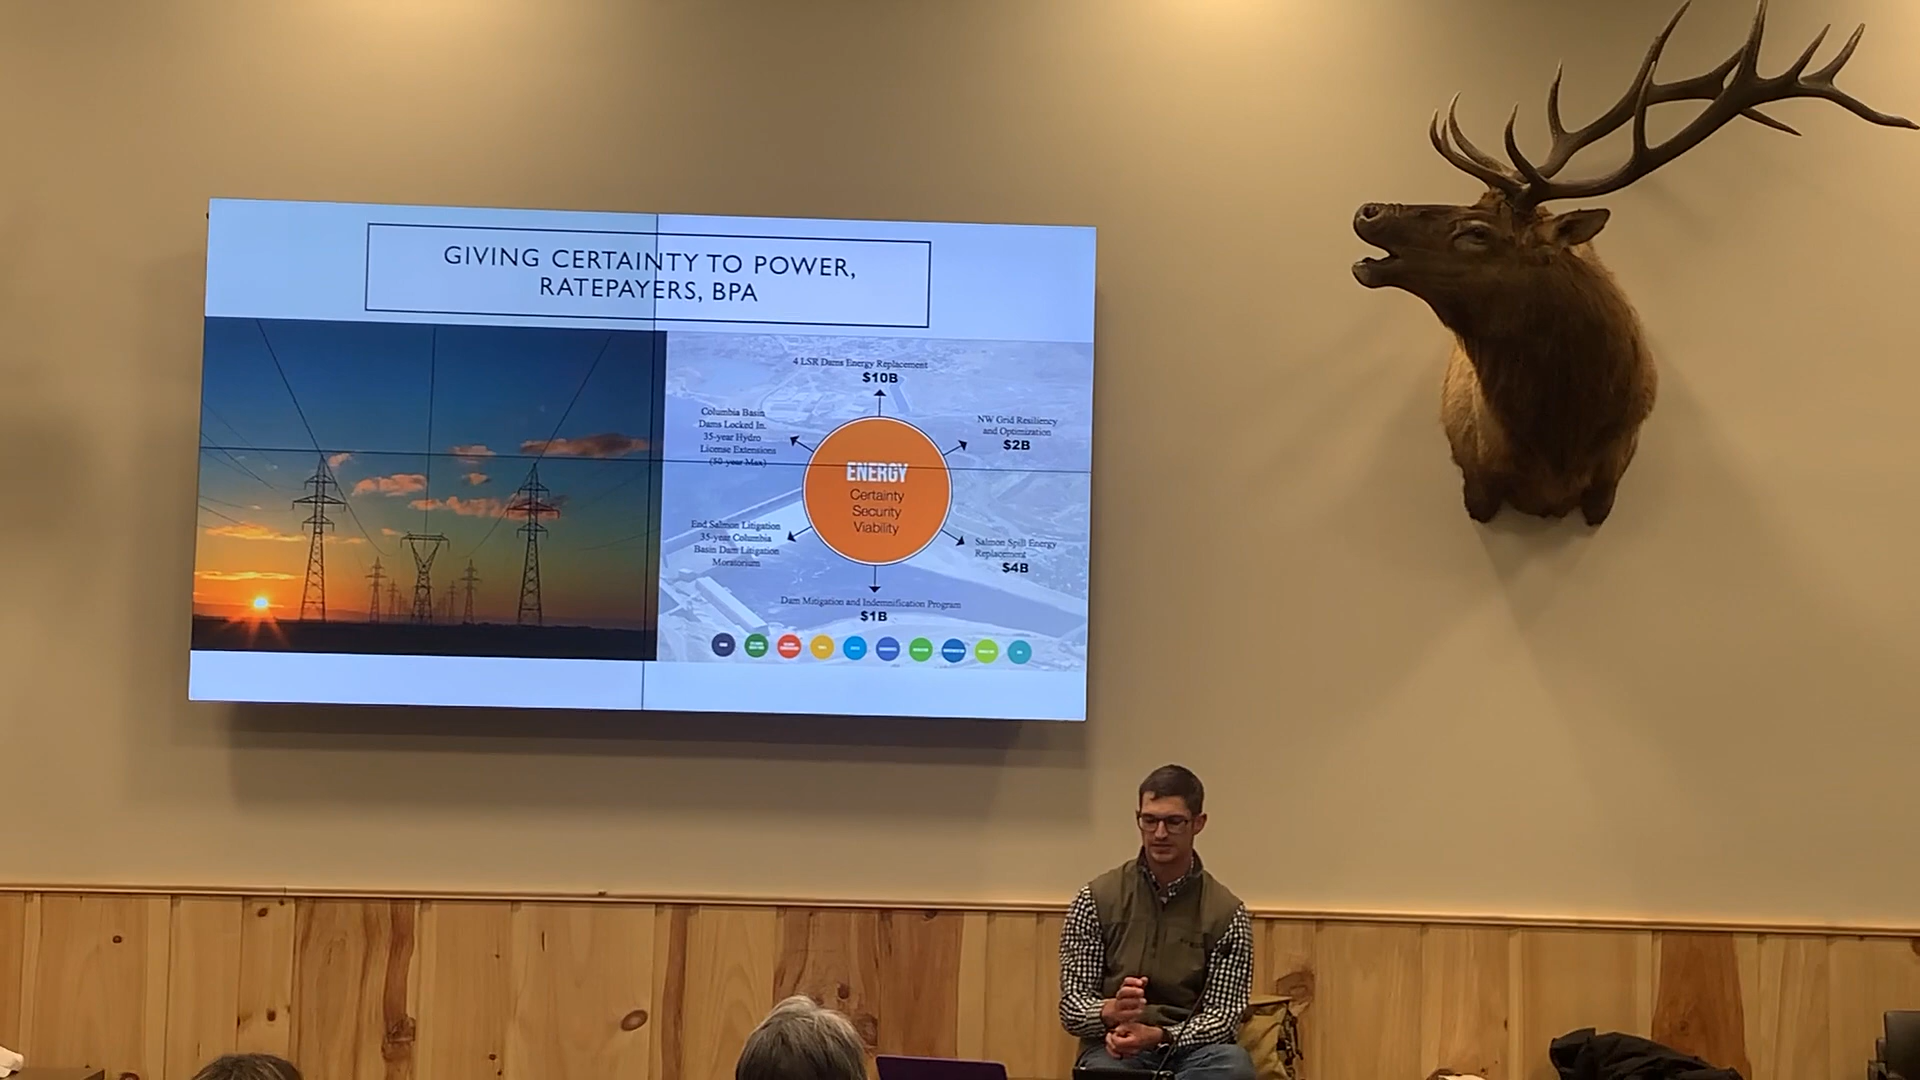 GIVING CERTAINTY TO POWER,
RATEPAYERS, BPA
4 LSR Dams Energy Replacement
$10B
Columbia Basin
Dams Locked In.
35-year Hydro
License Extensions
(50-year Max)
NW Grid Resiliency
and Optimization
$2B
ENERGY
Certainty
Security
Viability
End Salmon Litigation
35-year Columbia
Basin Dam Litigation
Moratorium
Salmon Spill Energy
Replacement
$4B
Dam Mitigation and Indemnification Program
$1B